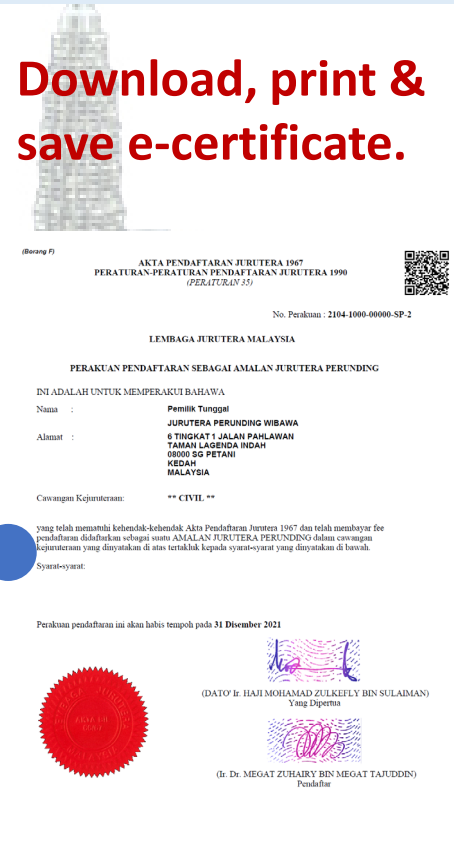 Download, print &
save e-certificate.
(Borang F)
AKTA PENDAFTARAN JURUTERA 1967
PERATURAN-PERATURAN PENDAFTARAN JURUTERA 1990
(PERATURAN 35)
No. Perakuan : 2104-1000-00000-SP-2
LEMBAGA JURUTERA MALAYSIA
PERAKUAN PENDAFTARAN SEBAGAI AMALAN JURUTERA PERUNDING
INI ADALAH UNTUK MEMPERAKUI BAHAWA
Nama : Pemilik Tunggal
JURUTERA PERUNDING WIBAWA
Alamat : 6 TINGKAT 1 JALAN PAHLAWAN
TAMAN LAGENDA INDAH
08000 SG PETANI
KEDAH
MALAYSIA
Cawangan Kejuruteraan: ** CIVIL **
yang telah mematuhi kehendak-kehendak Akta Pendaftaran Jurutera 1967 dan telah membayar fee
pendaftaran didaftarkan sebagai suatu AMALAN JURUTERA PERUNDING dalam cawangan
kejuruteraan yang dinyatakan di atas tertakluk kepada syarat-syarat yang dinyatakan di bawah.
Syarat-syarat:
Perakuan pendaftaran ini akan habis tempoh pada 31 Disember 2021
(DATO' Ir. HAJI MOHAMAD ZULKEFLY BIN SULAIMAN)
Yang Dipertua
(Ir. Dr. MEGAT ZUHAIRY BIN MEGAT TAJUDDIN)
Pendaftar